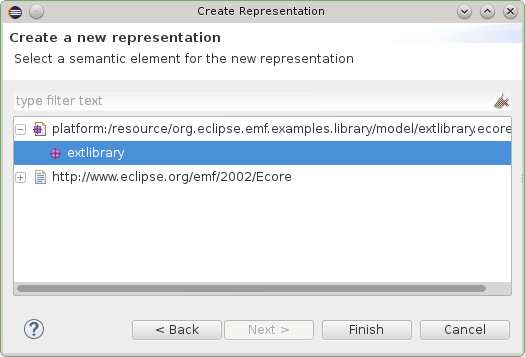 Create Representation
Create a new representation
Select a semantic element for the new representation
type filter text
platform:/resource/org.eclipse.emf.examples.library/model/extlibrary.ecore
extlibrary
http://www.eclipse.org/emf/2002/Ecore
?
< Back
Next >
Finish
Cancel